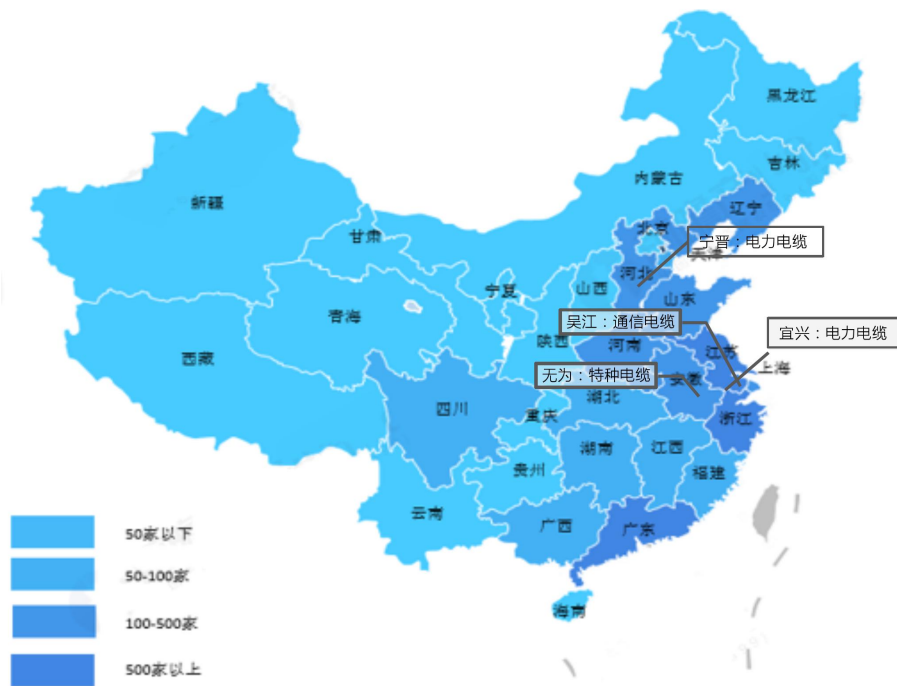 黑龙江
吉林
内蒙古
辽宁
新疆
北京
甘肃
宁晋：电力电缆
天津
河北
山西
宁夏
山东
青海
吴江：通信电缆
宜兴：电力电缆
陕西
河南
江苏
西藏
上海
无为：特种电缆
安徽
湖北
四川
重庆
浙江
湖南
江西
贵州
福建
云南
广西
广东
海南
50家以下
50-100家
100-500家
500家以上